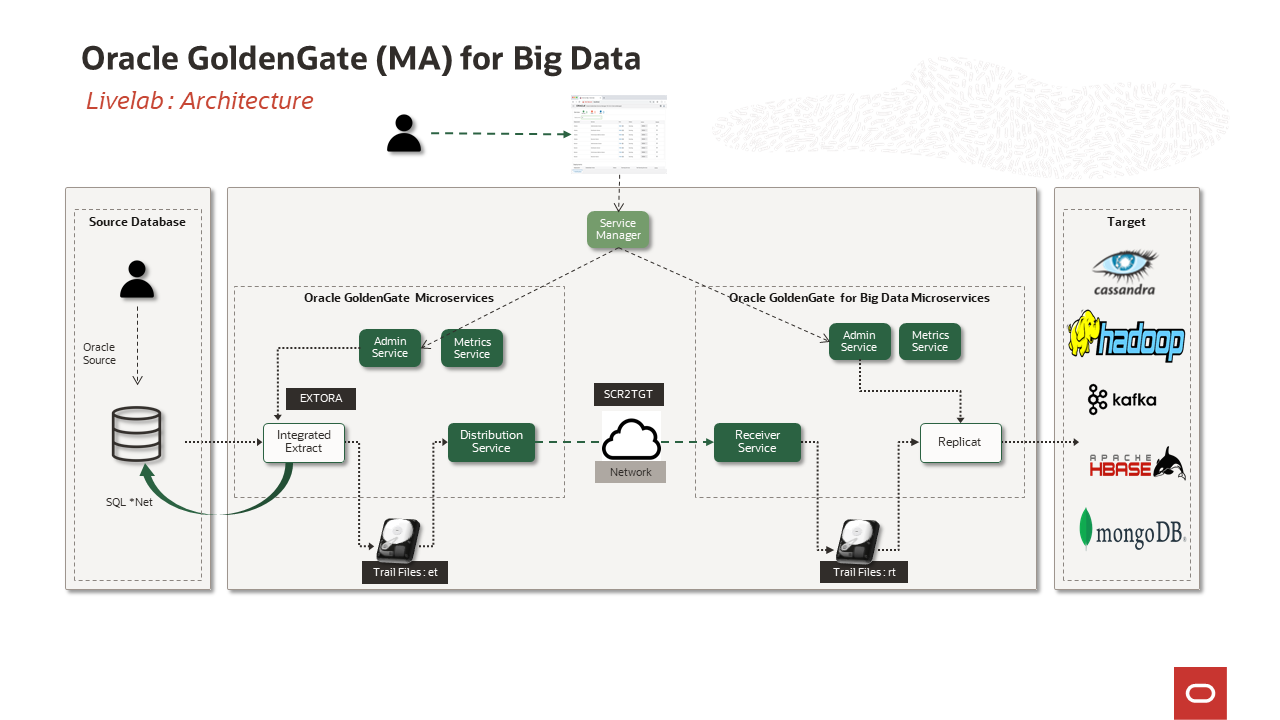 Oracle GoldenGate (MA) for Big Data
Livelab : Architecture
Source Database
Oracle
Source
SQL *Net
Service
Manager
Oracle GoldenGate Microservices
Admin
Service
Metrics
Service
EXTORA
Integrated
Extract
Distribution
Service
Trail Files : et
SCR2TGT
Network
Oracle GoldenGate for Big Data Microservices
Admin
Service
Metrics
Service
Receiver
Service
Replicat
Trail Files : rt
Target
cassandra
hadoop
kafka
APACHE
HBASE
mongoDB